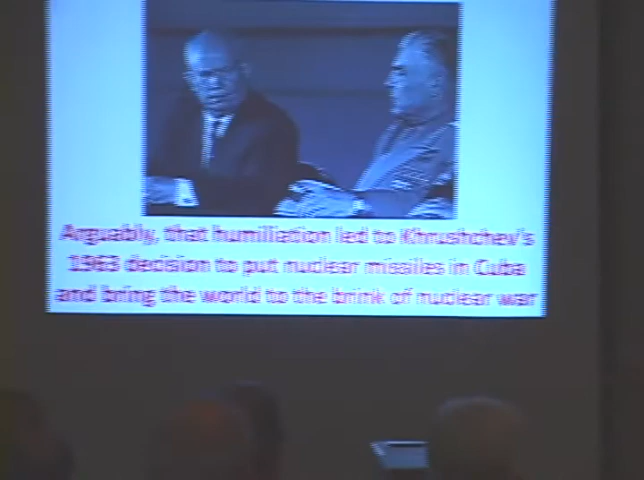 Arguably, that humiliation led to Khrushchev's
1963 decision to put nuclear missiles in Cuba
and bring the world to the brink of nuclear war